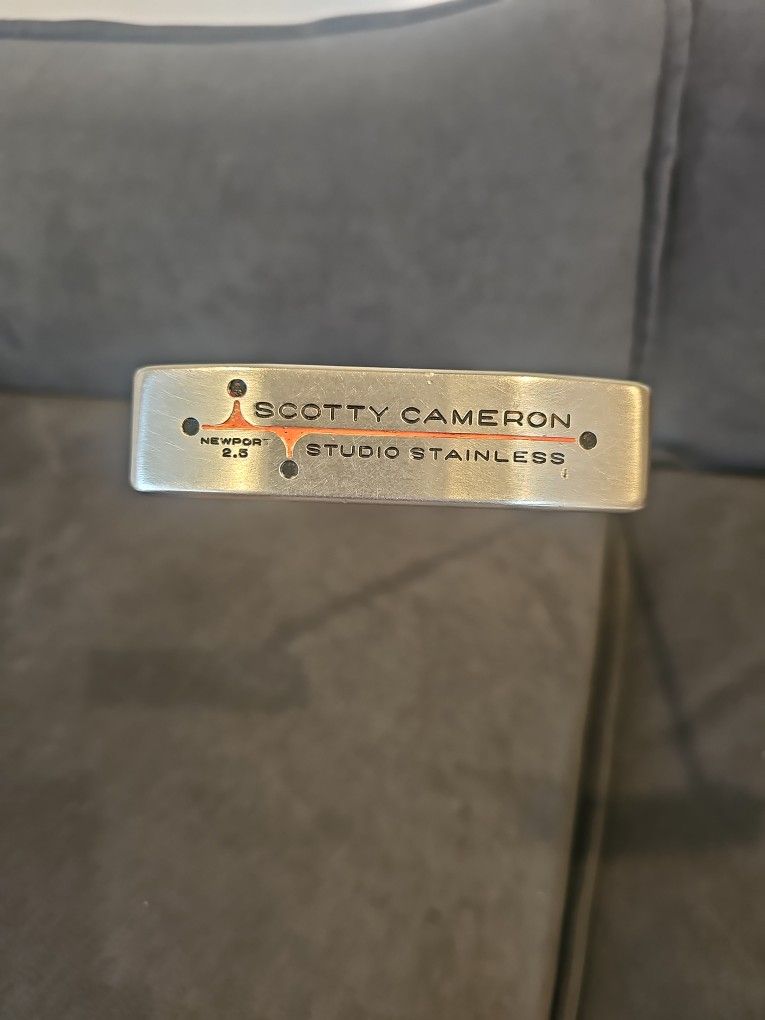 SCOTTY CAMERON
NEWPORT
2.5
STUDIO STAINLESS